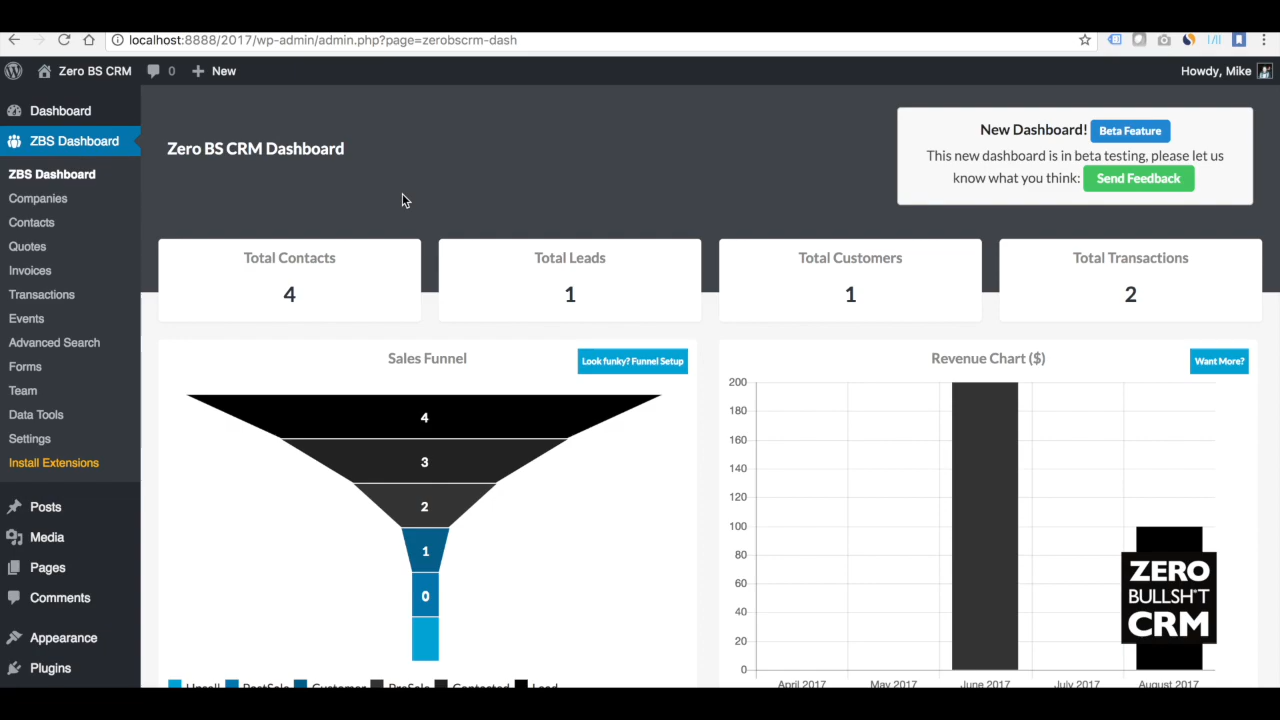 localhost:8888/2017/wp-admin/admin.php?page=zerobscrm-dash
Zero BS CRM
0
New
Howdy, Mike
Dashboard
ZBS Dashboard
ZBS Dashboard
Companies
Contacts
Quotes
Invoices
Transactions
Events
Advanced Search
Forms
Team
Data Tools
Settings
Install Extensions
Posts
Media
Pages
Comments
Appearance
Plugins
Zero BS CRM Dashboard
New Dashboard! Beta Feature
This new dashboard is in beta testing, please let us
know what you think: Send Feedback
Total Contacts
4
Total Leads
1
Total Customers
1
Total Transactions
2
Sales Funnel
Look funky? Funnel Setup
4
3
2
1
0
Upsell PostSale Customer PreSale Contacted Lead
Revenue Chart ($)
Want More?
200
180
160
140
120
100
80
60
40
20
0
April 2017 May 2017 June 2017 July 2017 August 2017
ZERO
BULLSH*T
CRM